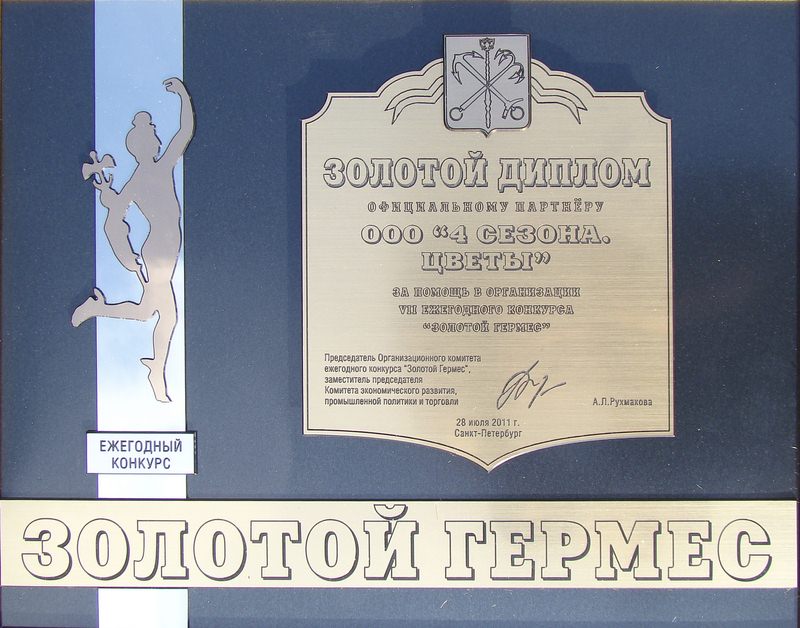 ЗОЛОТОЙ ДИПЛОМ
ОФИЦИАЛЬНОМУ ПАРТНЁРУ
ООО “4 СЕЗОНА.
ЦВЕТЫ”
ЗА ПОМОЩЬ В ОРГАНИЗАЦИИ
VII ЕЖЕГОДНОГО КОНКУРСА
“ЗОЛОТОЙ ГЕРМЕС”
Председатель Организационного комитета
ежегодного конкурса "Золотой Гермес",
заместитель председателя
Комитета экономического развития,
промышленной политики и торговли
А.Л.Рухмакова
28 июля 2011 г.
Санкт-Петербург
ЕЖЕГОДНЫЙ
КОНКУРС
ЗОЛОТОЙ ГЕРМЕС